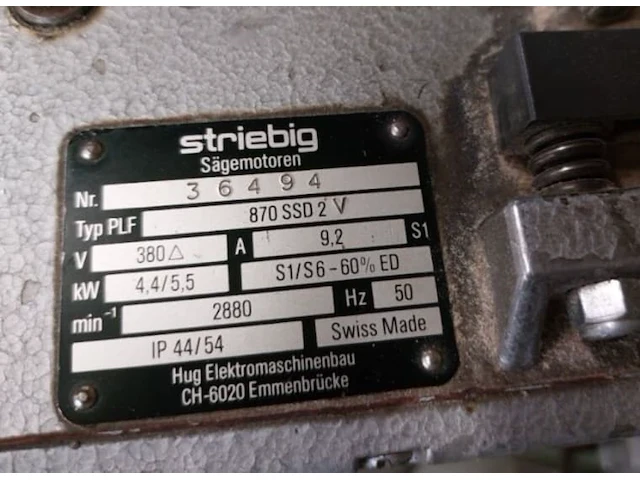 striebig
Sägemotoren
Nr. 36494
Typ PLF 870 SSD 2 V
V 380△ A 9,2 S1
kW 4,4/5,5 S1/S6-60% ED
min⁻¹ 2880 Hz 50
IP 44/54 Swiss Made
Hug Elektromaschinenbau
CH-6020 Emmenbrücke